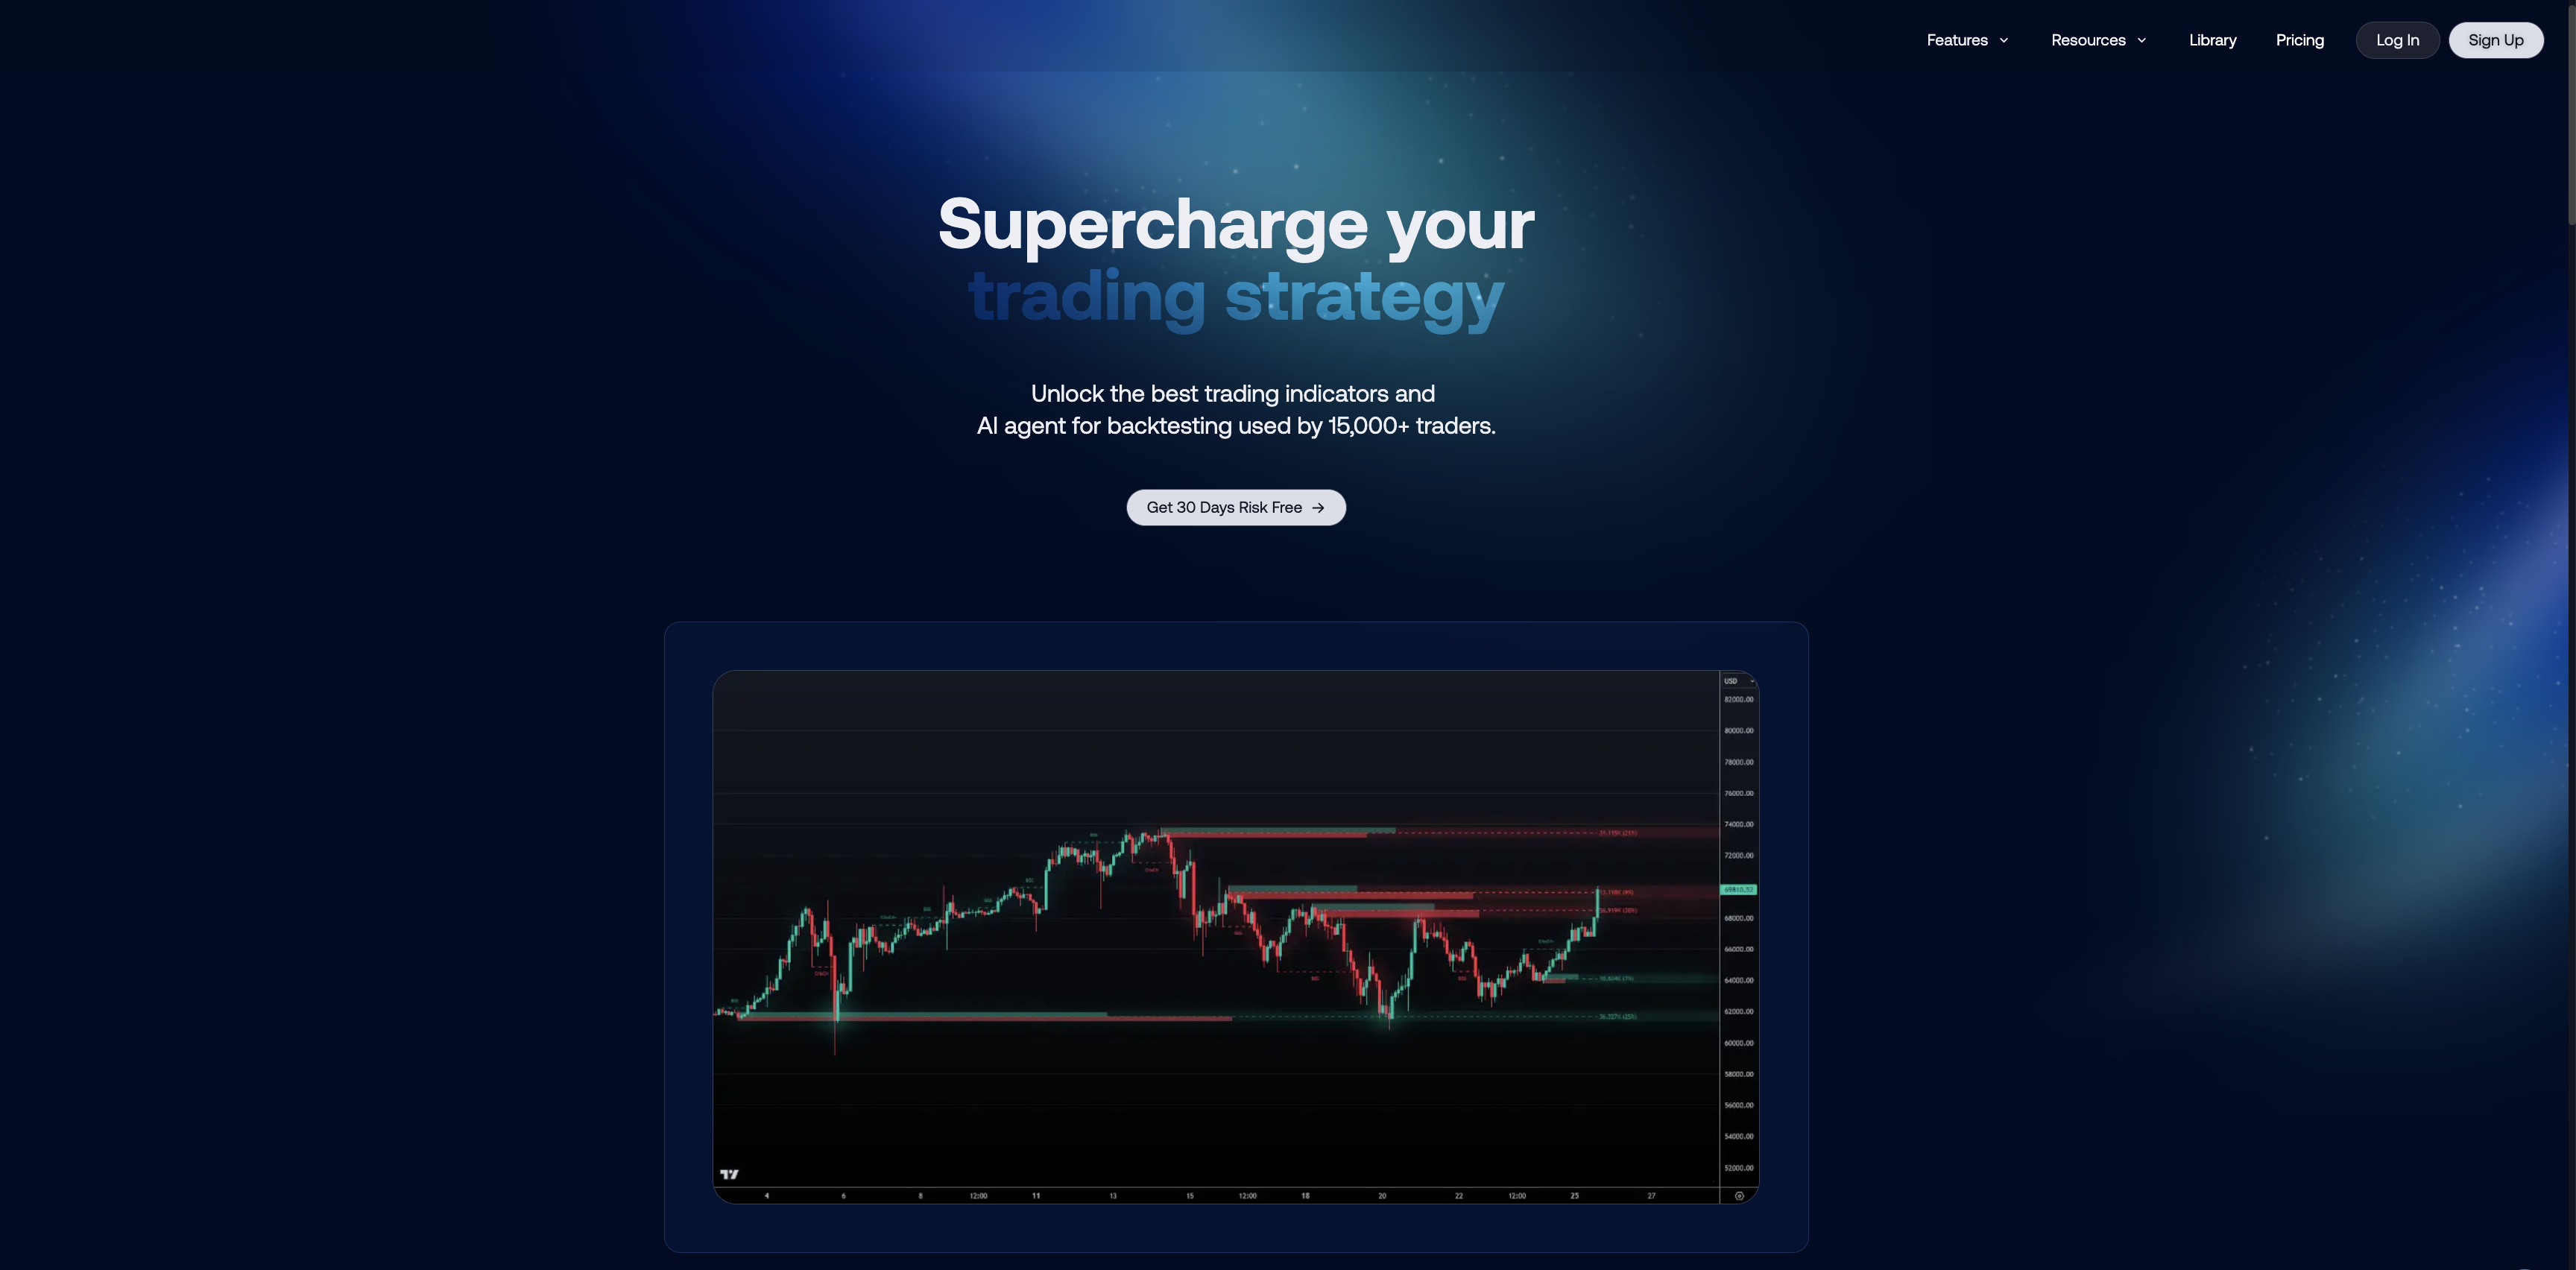 Features
Resources
Library
Pricing
Log In
Sign Up
Supercharge your
trading strategy
Unlock the best trading indicators and
AI agent for backtesting used by 15,000+ traders.
Get 30 Days Risk Free
USD
82000.00
80000.00
78000.00
76000.00
74000.00
72000.00
68000.00
66000.00
64000.00
62000.00
60000.00
58000.00
56000.00
54000.00
52000.00
4
6
8
12:00
11
13
15
12:00
18
20
22
12:00
25
27